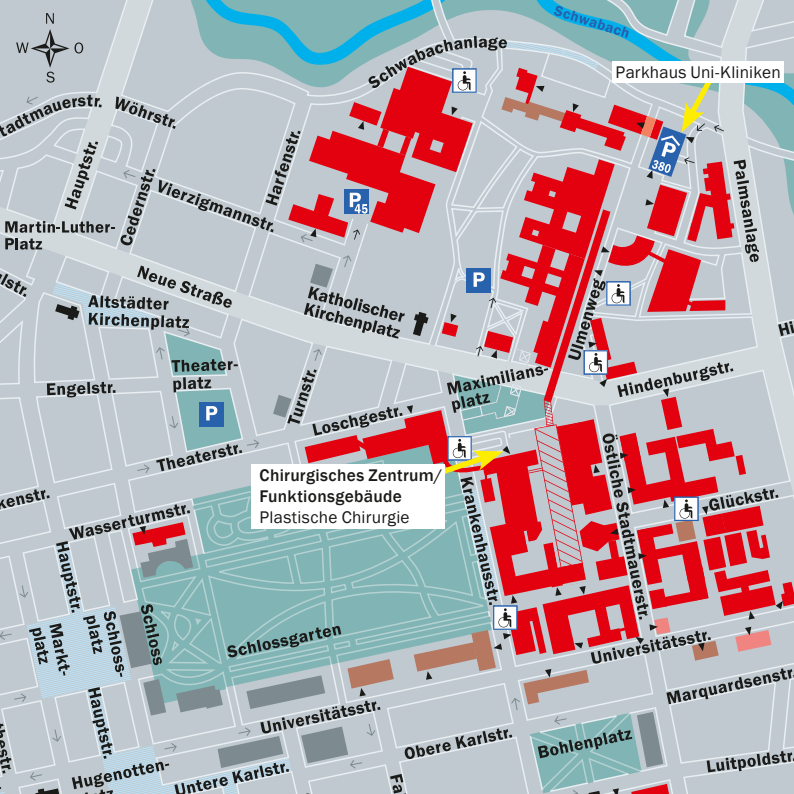 Schwabach
N
W
O
S
Schwabachanlage
Parkhaus Uni-Kliniken
Wöhrstr.
P
380
Hauptstr.
Harfenstr.
Cedernstr.
Vierzigmannstr.
P
45
Palmsanlage
Martin-Luther-
Platz
Neue Straße
P
Altstädter
Kirchenplatz
Katholischer
Kirchenplatz
Ulmenweg
Theater-
platz
Maximilians-
platz
Hindenburgstr.
Engelstr.
P
Turnstr.
Loschgestr.
Theaterstr.
Chirurgisches Zentrum/
Funktionsgebäude
Plastische Chirurgie
Krankenhausstr.
Östliche Stadtmauerstr.
Glückstr.
Wasserturmstr.
Hauptstr.
Markt-
platz
Schloss-
platz
Schloss
Schlossgarten
Universitätsstr.
Hauptstr.
Universitätsstr.
Marquardsenstr.
Obere Karlstr.
Bohlenplatz
Luitpoldstr.
Hugenotten-
Untere Karlstr.